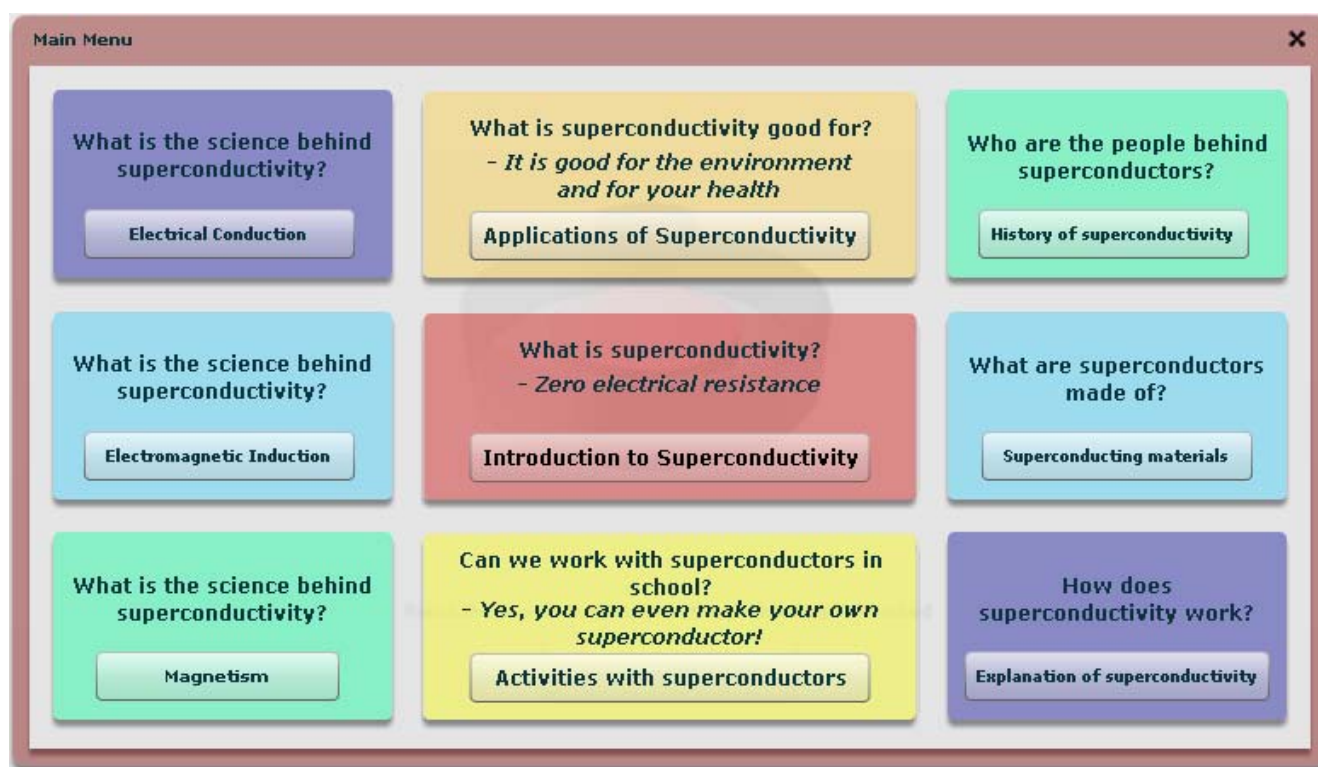 Main Menu
What is the science behind
superconductivity?
Electrical Conduction
What is superconductivity good for?
- It is good for the environment
and for your health
Applications of Superconductivity
Who are the people behind
superconductors?
History of superconductivity
What is the science behind
superconductivity?
Electromagnetic Induction
What is superconductivity?
- Zero electrical resistance
Introduction to Superconductivity
What are superconductors
made of?
Superconducting materials
What is the science behind
superconductivity?
Magnetism
Can we work with superconductors in
school?
- Yes, you can even make your own
superconductor!
Activities with superconductors
How does
superconductivity work?
Explanation of superconductivity